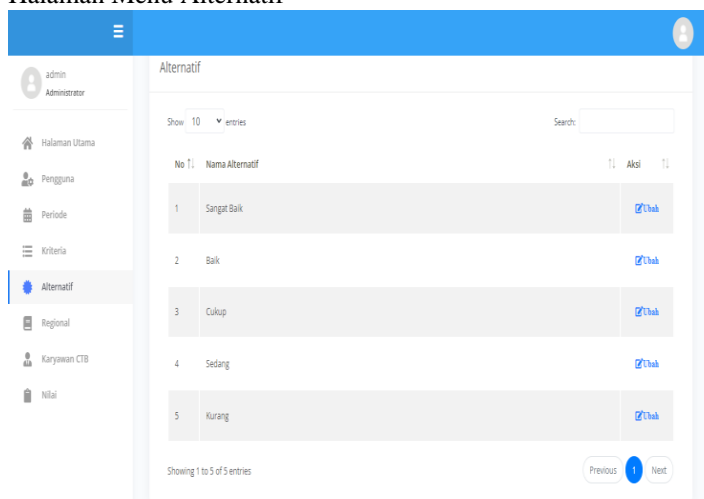 Halaman Menu Alternatif
admin
Administrator
Halaman Utama
Pengguna
Periode
Kriteria
Alternatif
Regional
Karyawan CTB
Nilai
Alternatif
Show 10 entries
Search:
No Nama Alternatif Aksi
1 Sangat Baik Ubah
2 Baik Ubah
3 Cukup Ubah
4 Sedang Ubah
5 Kurang Ubah
Showing 1 to 5 of 5 entries
Previous 1 Next